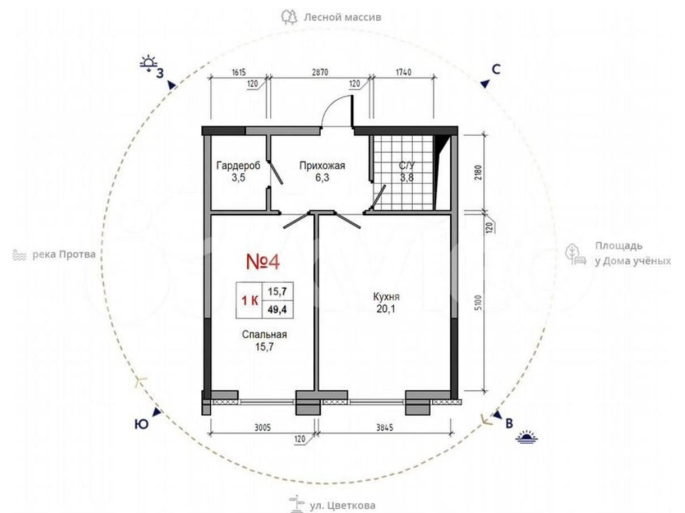 Лесной массив
З
С
1615
2870
1740
120
120
Гардероб
3,5
Прихожая
6,3
С/У
3,8
2180
120
река Протва
Площадь
у Дома учёных
№4
1 К
15,7
49,4
Спальная
15,7
Кухня
20,1
5100
Ю
В
3005
3845
120
ул. Цветкова